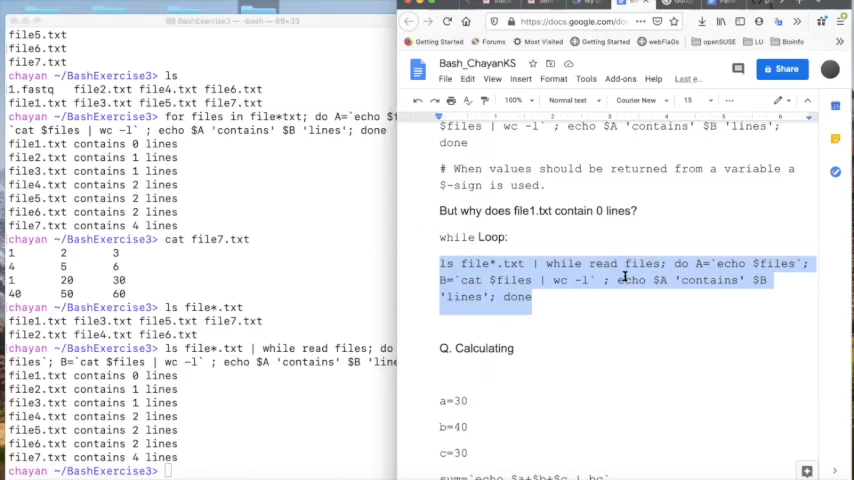 BashExercise3 — -bash — 69×33
file5.txt
file6.txt
file7.txt
chayan ~/BashExercise3> ls
1.fastq file2.txt file4.txt file6.txt
file1.txt file3.txt file5.txt file7.txt
chayan ~/BashExercise3> for files in file*txt; do A=`echo $f
`cat $files | wc -l` ; echo $A 'contains' $B 'lines'; done
file1.txt contains 0 lines
file2.txt contains 1 lines
file3.txt contains 1 lines
file4.txt contains 2 lines
file5.txt contains 2 lines
file6.txt contains 2 lines
file7.txt contains 4 lines
chayan ~/BashExercise3> cat file7.txt
1 2 3
4 5 6
1 20 30
40 50 60
chayan ~/BashExercise3> ls file*.txt
file1.txt file3.txt file5.txt file7.txt
file2.txt file4.txt file6.txt
chayan ~/BashExercise3> ls file*.txt | while read files; do
files`; B=`cat $files | wc -l` ; echo $A 'contains' $B 'line
file1.txt contains 0 lines
file2.txt contains 1 lines
file3.txt contains 1 lines
file4.txt contains 2 lines
file5.txt contains 2 lines
file6.txt contains 2 lines
file7.txt contains 4 lines
chayan ~/BashExercise3>
https://docs.google.com/do
Getting Started Forums Most Visited Getting Started webFlaGs openSUSE LU Bioinfo
Bash_ChayanKS
File Edit View Insert Format Tools Add-ons Help Last e...
Share
100% Normal text Courier New 15
1 2 3 4 5 6
$files | wc -l` ; echo $A 'contains' $B 'lines';
done
# When values should be returned from a variable a
$-sign is used.
But why does file1.txt contain 0 lines?
while Loop:
ls file*.txt | while read files; do A=`echo $files`;
B=`cat $files | wc -l` ; echo $A 'contains' $B
'lines'; done
Q. Calculating
a=30
b=40
c=30
sum=`echo $a+$b+$c | bc`